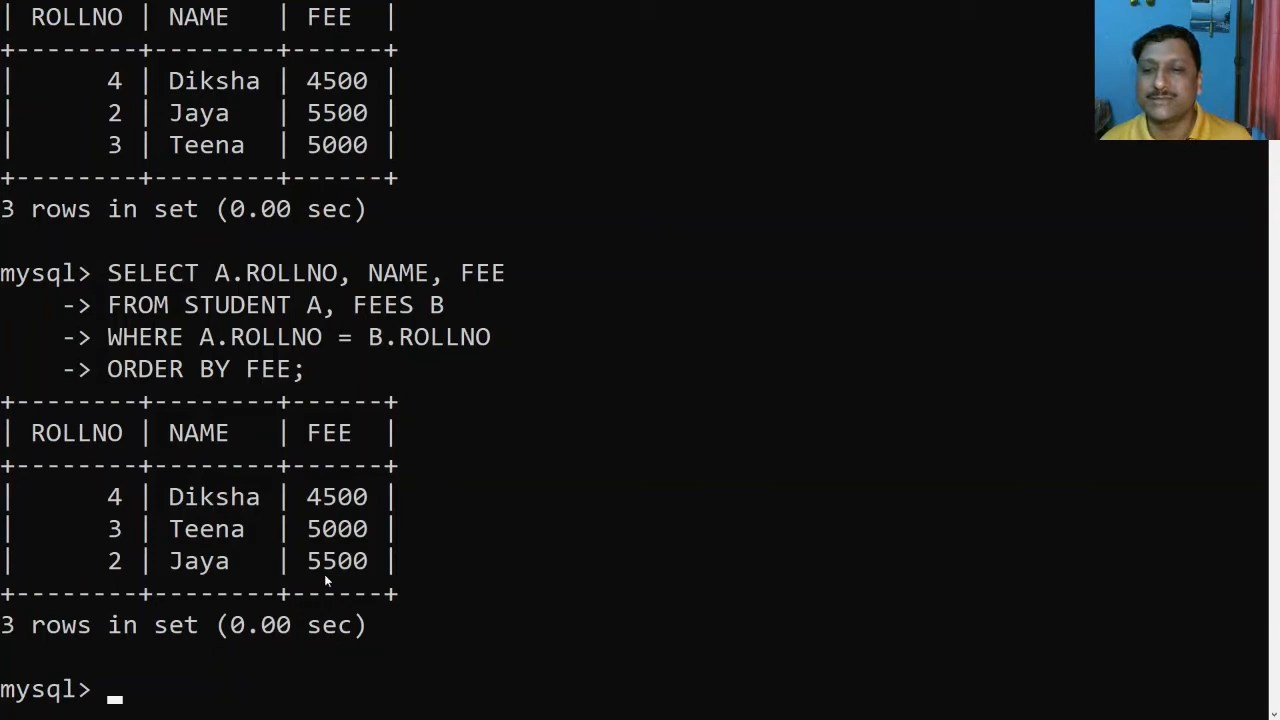 | ROLLNO | NAME   | FEE  |
+--------+--------+------+
|      4 | Diksha | 4500 |
|      2 | Jaya   | 5500 |
|      3 | Teena  | 5000 |
+--------+--------+------+
3 rows in set (0.00 sec)
mysql> SELECT A.ROLLNO, NAME, FEE
    -> FROM STUDENT A, FEES B
    -> WHERE A.ROLLNO = B.ROLLNO
    -> ORDER BY FEE;
+--------+--------+------+
| ROLLNO | NAME   | FEE  |
+--------+--------+------+
|      4 | Diksha | 4500 |
|      3 | Teena  | 5000 |
|      2 | Jaya   | 5500 |
+--------+--------+------+
3 rows in set (0.00 sec)
mysql>